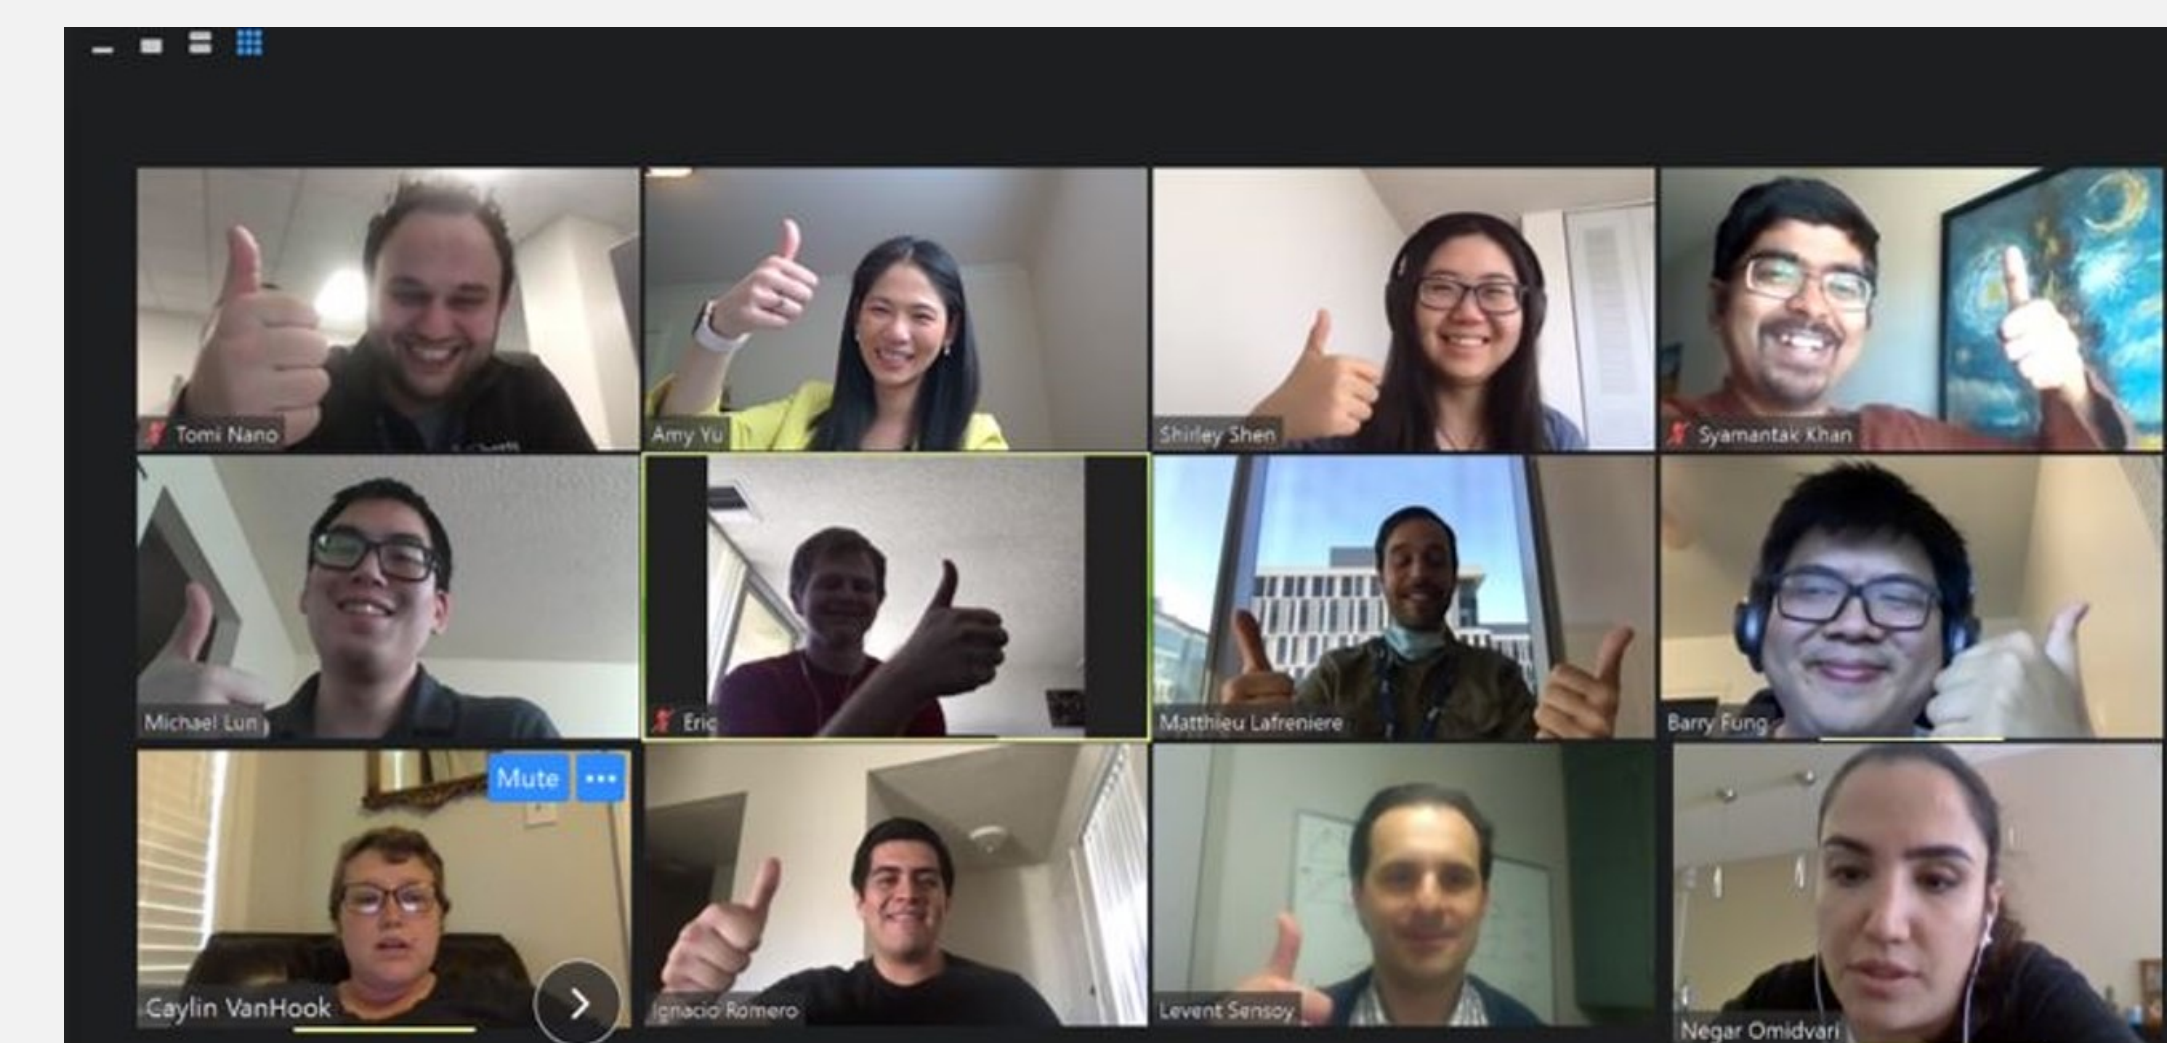 Tomi Nano
Amy Yu
Shirley Shen
Syamantak Khan
Michael Lun
Eric
Matthieu Lafreniere
Barry Fung
Mute
Caylin VanHook
Ignacio Romero
Levent Sensoy
Negar Omidvari